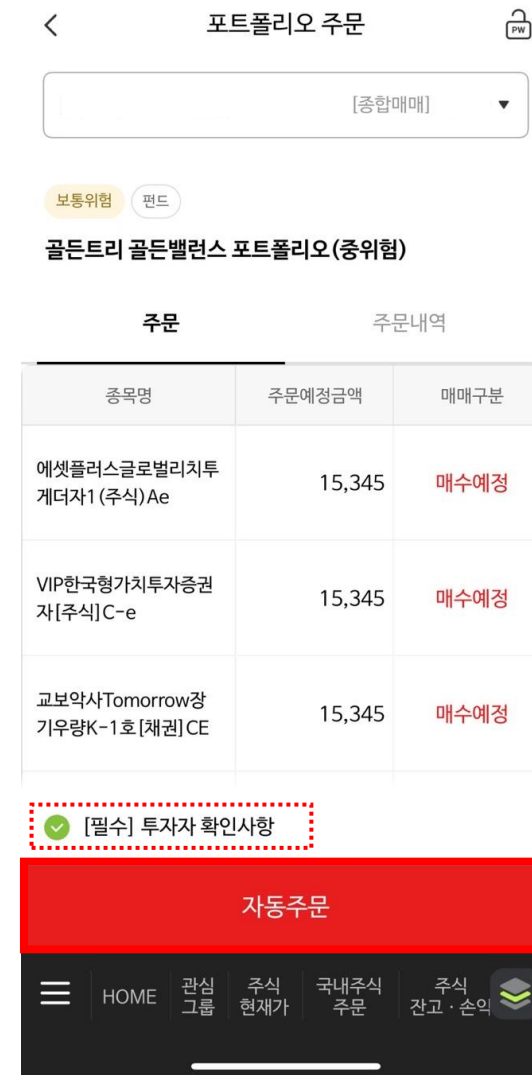 포트폴리오 주문
PW
[종합매매]
보통위험
펀드
골든트리 골든밸런스 포트폴리오(중위험)
주문
주문내역
종목명
주문예정금액
매매구분
에셋플러스글로벌리치투
게더자1(주식)Ae
15,345
매수예정
VIP한국형가치투자증권
자[주식]C-e
15,345
매수예정
교보악사Tomorrow장
기우량K-1호[채권]CE
15,345
매수예정
[필수] 투자자 확인사항
자동주문
HOME
관심
그룹
주식
현재가
국내주식
주문
주식
잔고·손익